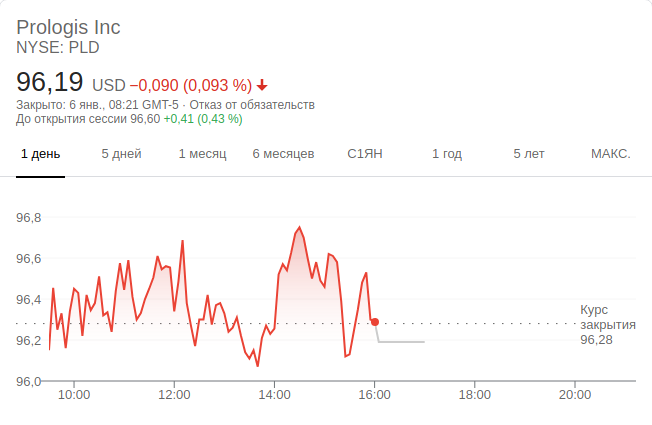 Prologis Inc
NYSE: PLD
96,19 USD −0,090 (0,093 %)
Закрыто: 6 янв., 08:21 GMT-5 · Отказ от обязательств
До открытия сессии 96,60 +0,41 (0,43 %)
1 день 5 дней 1 месяц 6 месяцев С1ЯН 1 год 5 лет МАКС.
96,8
96,6
96,4
96,2
96,0
Курс
закрытия
96,28
10:00 12:00 14:00 16:00 18:00 20:00